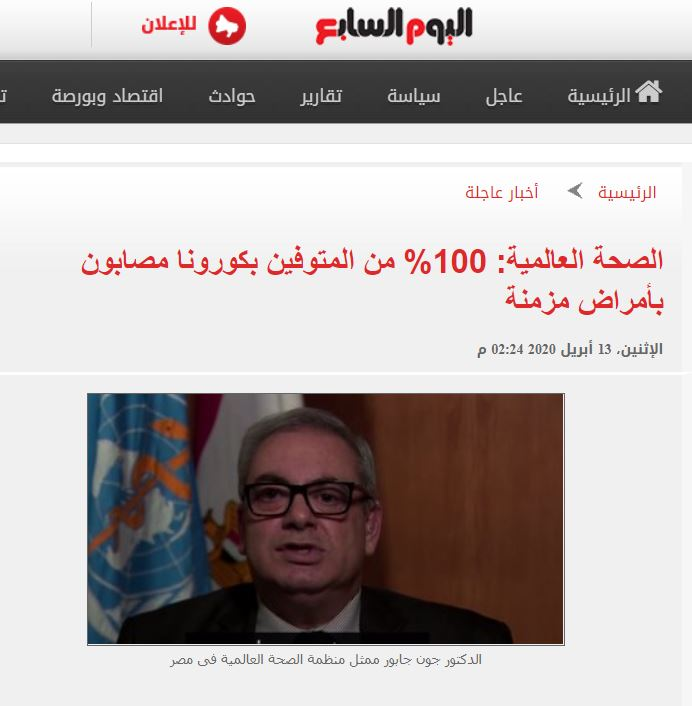 اليوم السابع
للإعلان
الرئيسية عاجل سياسة تقارير حوادث اقتصاد وبورصة
الرئيسية أخبار عاجلة
الصحة العالمية: 100% من المتوفين بكورونا مصابون
بأمراض مزمنة
الإثنين، 13 أبريل 2020 02:24 م
الدكتور جون جابور ممثل منظمة الصحة العالمية فى مصر